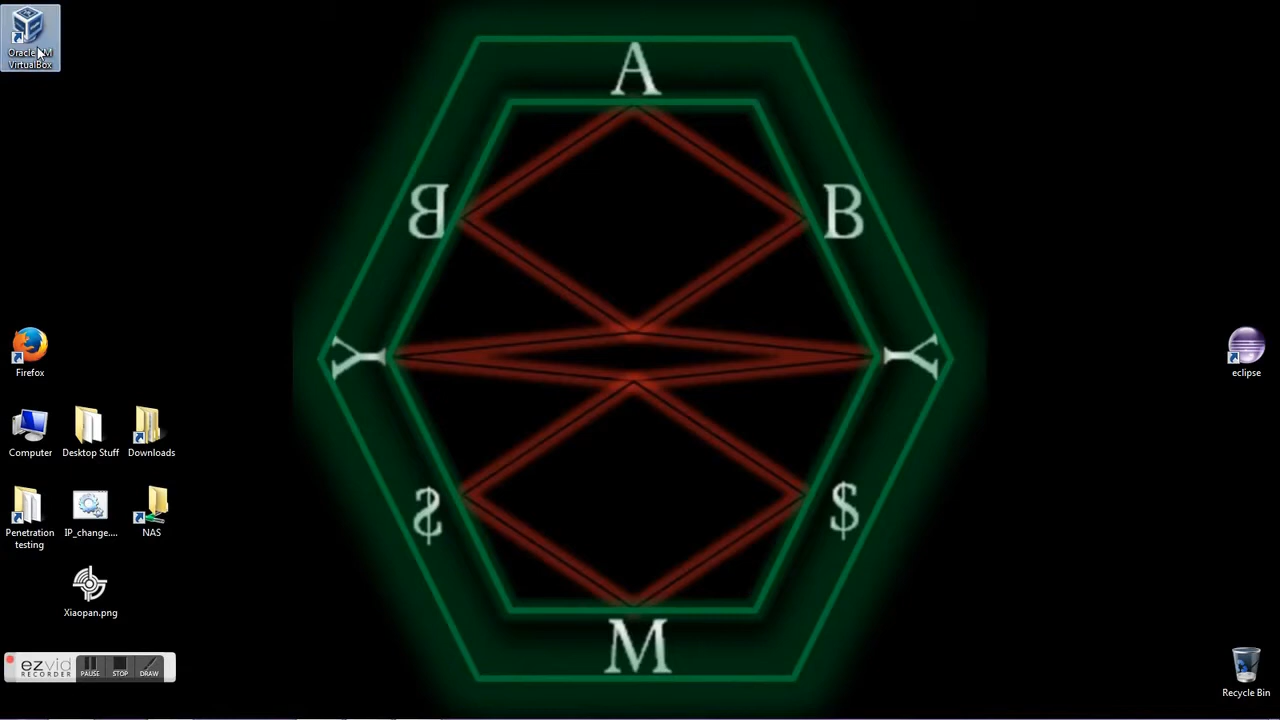 Oracle VM
VirtualBox
A
B
B
Y
Y
$
$
M
Firefox
eclipse
Computer
Desktop Stuff
Downloads
Penetration
testing
IP_change....
NAS
Xiaopan.png
ezvid
RECORDER
PAUSE
STOP
DRAW
Recycle Bin